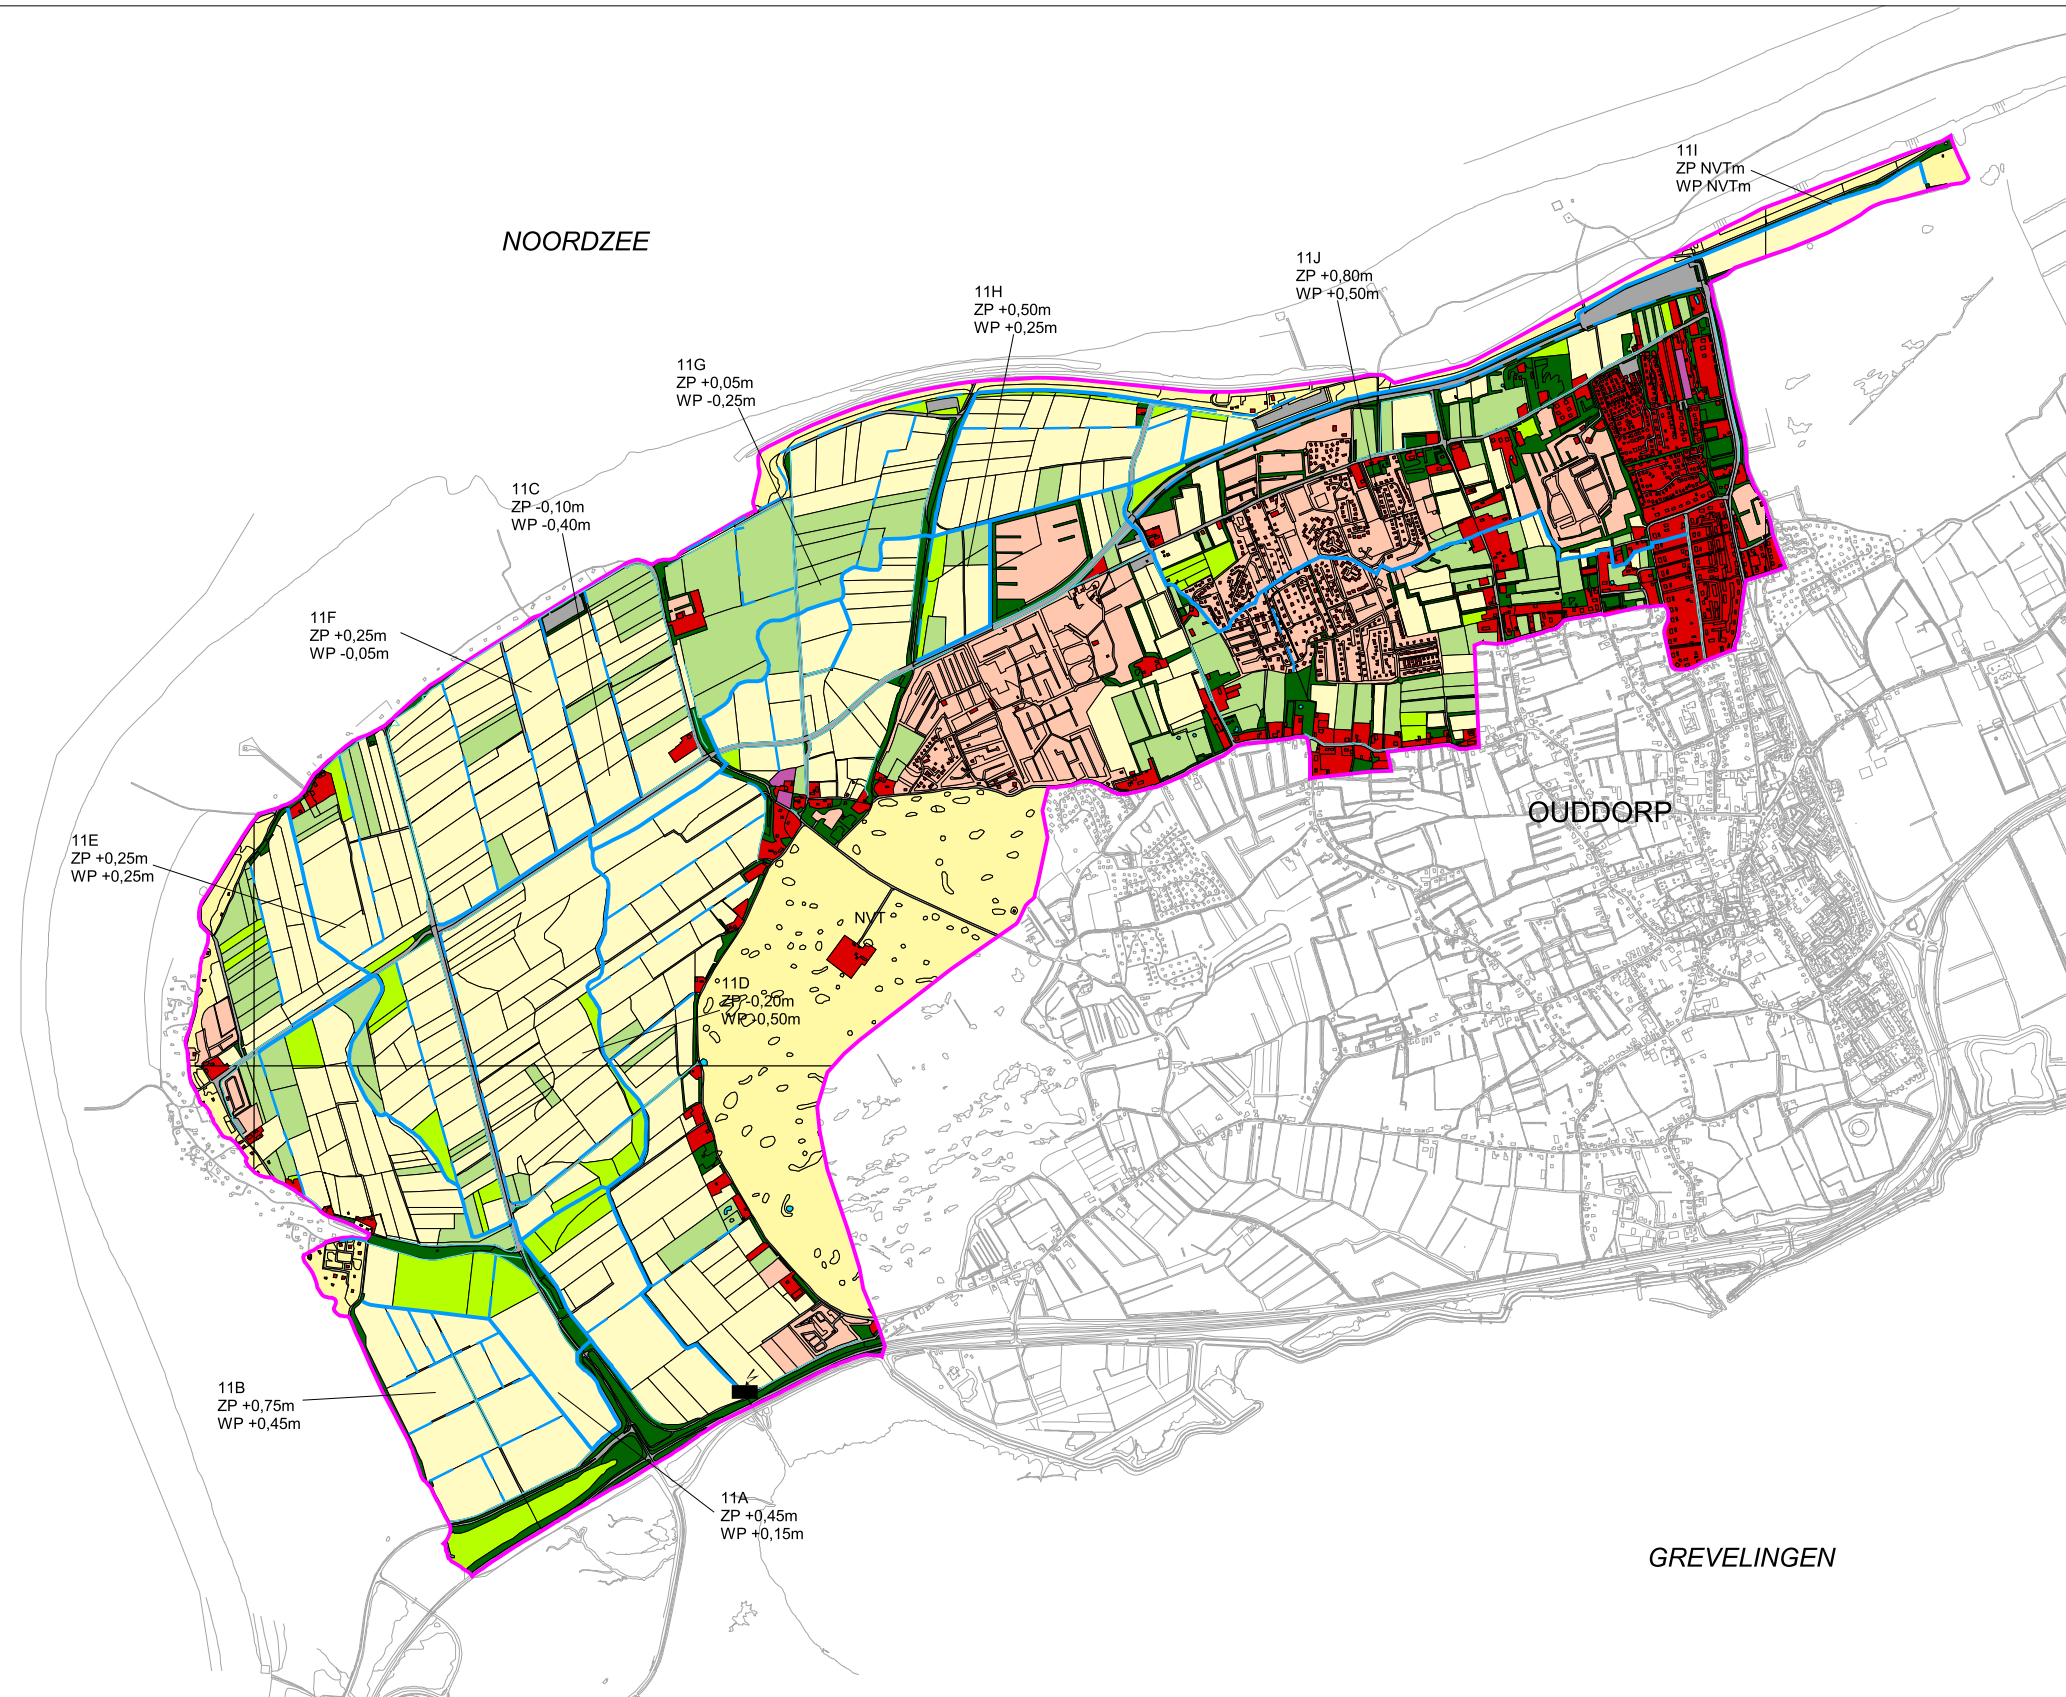 11I
ZP NVTm
WP NVTm
NOORDZEE
11J
ZP +0,80m
WP +0,50m
11H
ZP +0,50m
WP +0,25m
11G
ZP +0,05m
WP -0,25m
11C
ZP -0,10m
WP -0,40m
11F
ZP +0,25m
WP -0,05m
OUDDORP
11E
ZP +0,25m
WP +0,25m
NVT
11D
ZP -0,20m
WP -0,50m
11B
ZP +0,75m
WP +0,45m
11A
ZP +0,45m
WP +0,15m
GREVELINGEN